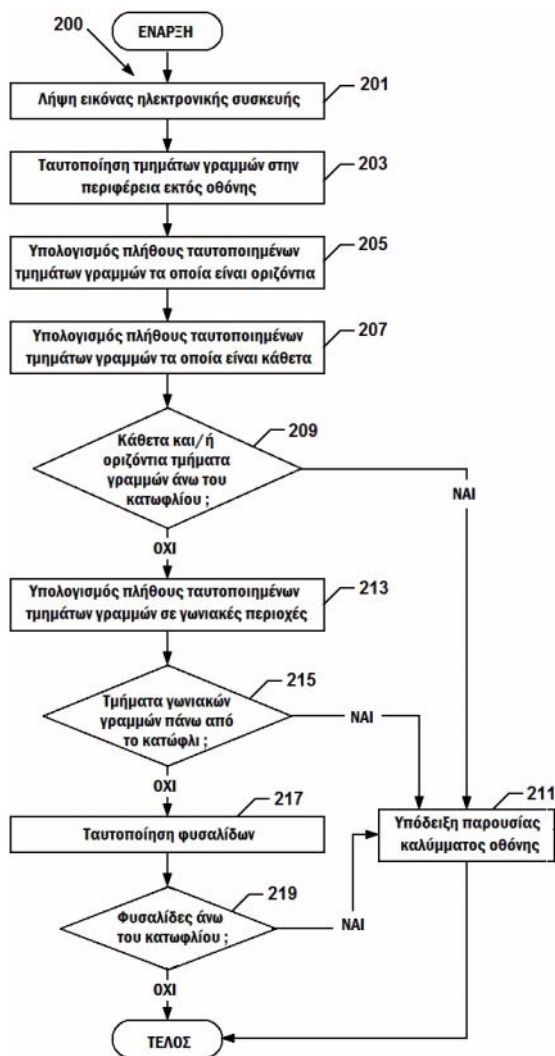 200
ΕΝΑΡΞΗ
201
Λήψη εικόνας ηλεκτρονικής συσκευής
203
Ταυτοποίηση τμημάτων γραμμών στην
περιφέρεια εκτός οθόνης
205
Υπολογισμός πλήθους ταυτοποιημένων
τμημάτων γραμμών τα οποία είναι οριζόντια
207
Υπολογισμός πλήθους ταυτοποιημένων
τμημάτων γραμμών τα οποία είναι κάθετα
209
Κάθετα και/ή
οριζόντια τμήματα
γραμμών άνω του
κατωφλίου ;
ΝΑΙ
ΟΧΙ
213
Υπολογισμός πλήθους ταυτοποιημένων
τμημάτων γραμμών σε γωνιακές περιοχές
215
Τμήματα γωνιακών
γραμμών πάνω από
το κατώφλι ;
ΝΑΙ
ΟΧΙ
217
Ταυτοποίηση φυσαλίδων
211
Υπόδειξη παρουσίας
καλύμματος οθόνης
219
Φυσαλίδες άνω
του κατωφλίου ;
ΝΑΙ
ΟΧΙ
ΤΕΛΟΣ